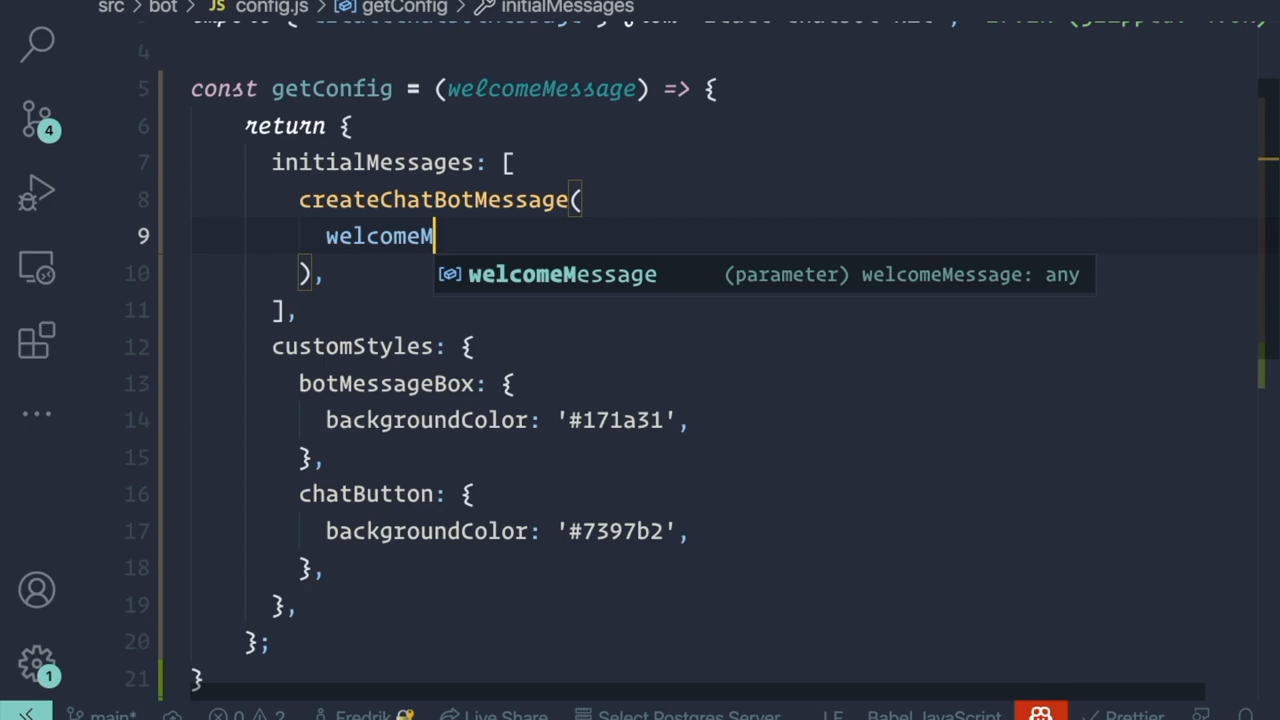 src > bot > JS config.js > getConfig > initialMessages
4
5 const getConfig = (welcomeMessage) => {
6 return {
7 initialMessages: [
8 createChatBotMessage(
9 welcomeM
welcomeMessage (parameter) welcomeMessage: any
10 ),
11 ],
12 customStyles: {
13 botMessageBox: {
14 backgroundColor: '#171a31',
15 },
16 chatButton: {
17 backgroundColor: '#7397b2',
18 },
19 },
20 };
21 }
4
1
main* 0 2 Fredrik Live Share Select Postgres Server LF Babel JavaScript Prettier